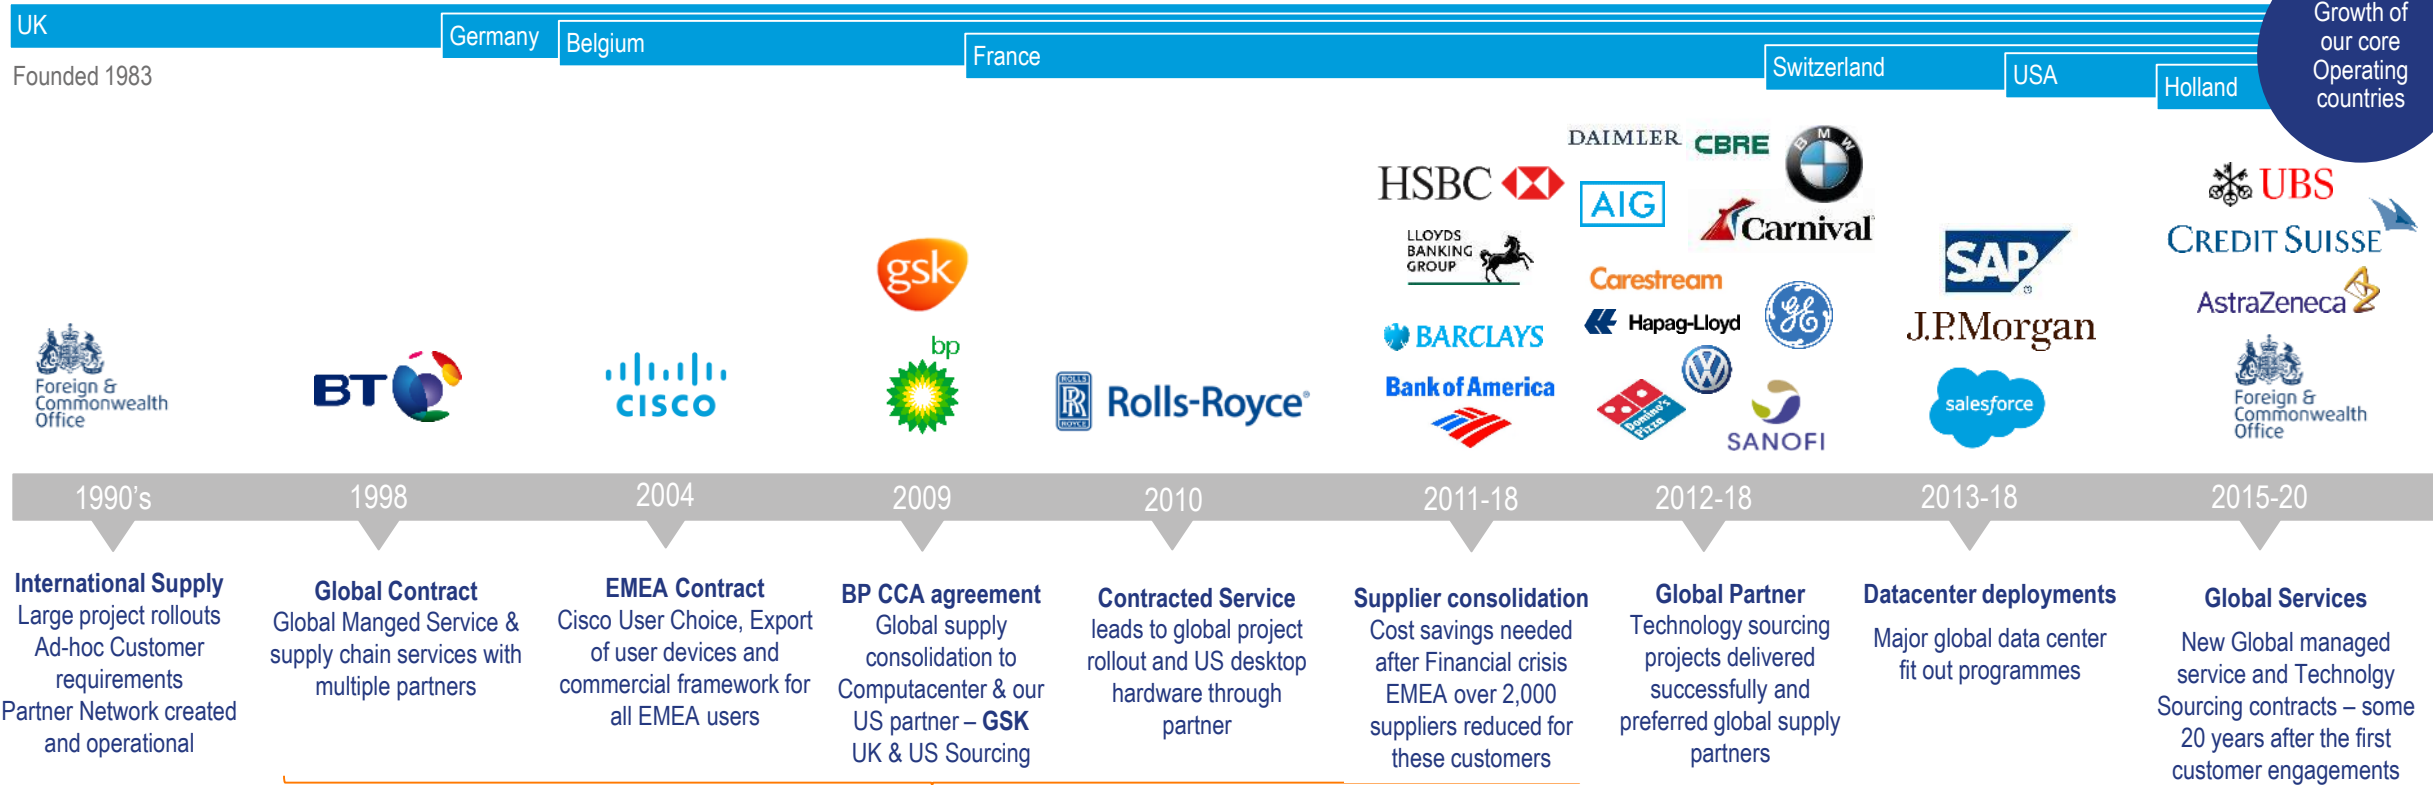 UK
Germany
Belgium
France
Switzerland
USA
Holland
Growth of
our core
Operating
countries
Founded 1983
Foreign &
Commonwealth
Office
BT
CISCO
gsk
bp
ROLLS
RR
ROYCE
Rolls-Royce®
HSBC
LLOYDS
BANKING
GROUP
BARCLAYS
Bank of America
DAIMLER
CBRE
BMW
AIG
Carnival
Carestream
Hapag-Lloyd
GE
VW
Domino's
Pizza
SANOFI
SAP
®
J.P.Morgan
salesforce
UBS
CREDIT SUISSE
AstraZeneca
Foreign &
Commonwealth
Office
1990's
1998
2004
2009
2010
2011-18
2012-18
2013-18
2015-20
International Supply
Large project rollouts
Ad-hoc Customer
requirements
Partner Network created
and operational
Global Contract
Global Manged Service &
supply chain services with
multiple partners
EMEA Contract
Cisco User Choice, Export
of user devices and
commercial framework for
all EMEA users
BP CCA agreement
Global supply
consolidation to
Computacenter & our
US partner – GSK
UK & US Sourcing
Contracted Service
leads to global project
rollout and US desktop
hardware through
partner
Supplier consolidation
Cost savings needed
after Financial crisis
EMEA over 2,000
suppliers reduced for
these customers
Global Partner
Technology sourcing
projects delivered
successfully and
preferred global supply
partners
Datacenter deployments
Major global data center
fit out programmes
Global Services
New Global managed
service and Technolgy
Sourcing contracts – some
20 years after the first
customer engagements